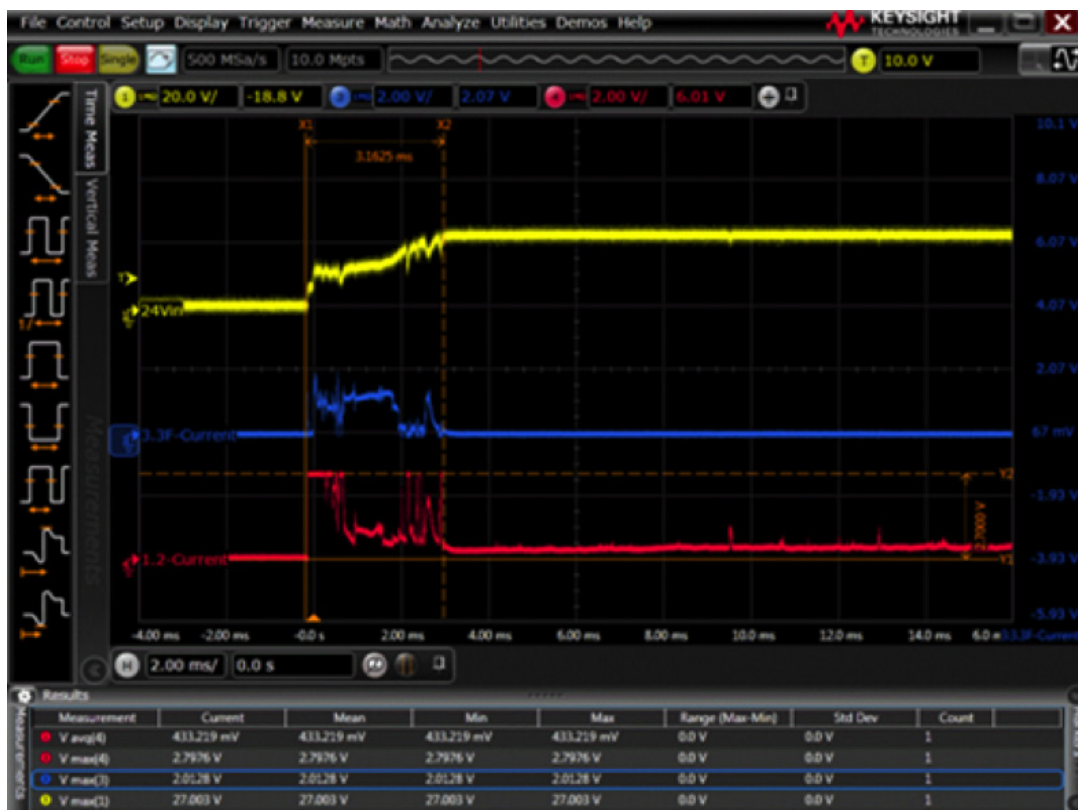 File Control Setup Display Trigger Measure Math Analyze Utilities Demos Help
KEYSIGHT
TECHNOLOGIES
Run Stop Single 500 MSa/s 10.0 Mpts T 10.0 V
1 20.0 V/ -18.8 V 3 2.00 V/ 2.07 V 4 2.00 V/ 6.01 V
Time Meas
Vertical Meas
Measurements
X1 X2
3.1625 ms
10.1 V
8.07 V
6.07 V
4.07 V
2.07 V
67 mV
-1.93 V
-3.93 V
-5.93 V
24Vin
3.3F-Current
1.2-Current
Y2
2.7000 V
Y1
-4.00 ms -2.00 ms -0.0 s 2.00 ms 4.00 ms 6.00 ms 8.00 ms 10.0 ms 12.0 ms 14.0 ms
H 2.00 ms/ 0.0 s
Results
Measurements
Measurement Current Mean Min Max Range (Max-Min) Std Dev Count
V avg(4) 433.219 mV 433.219 mV 433.219 mV 433.219 mV 0.0 V 0.0 V 1
V max(4) 2.7976 V 2.7976 V 2.7976 V 2.7976 V 0.0 V 0.0 V 1
V max(3) 2.0128 V 2.0128 V 2.0128 V 2.0128 V 0.0 V 0.0 V 1
V max(1) 27.003 V 27.003 V 27.003 V 27.003 V 0.0 V 0.0 V 1